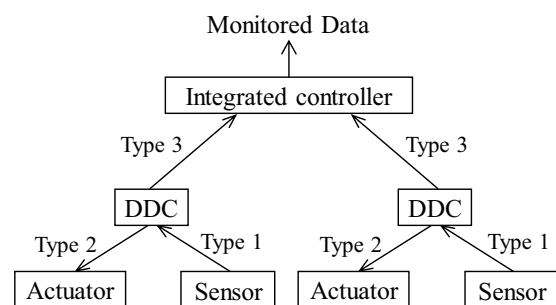 Monitored Data
Integrated controller
Type 3
Type 3
DDC
DDC
Type 2
Type 1
Type 2
Type 1
Actuator
Sensor
Actuator
Sensor